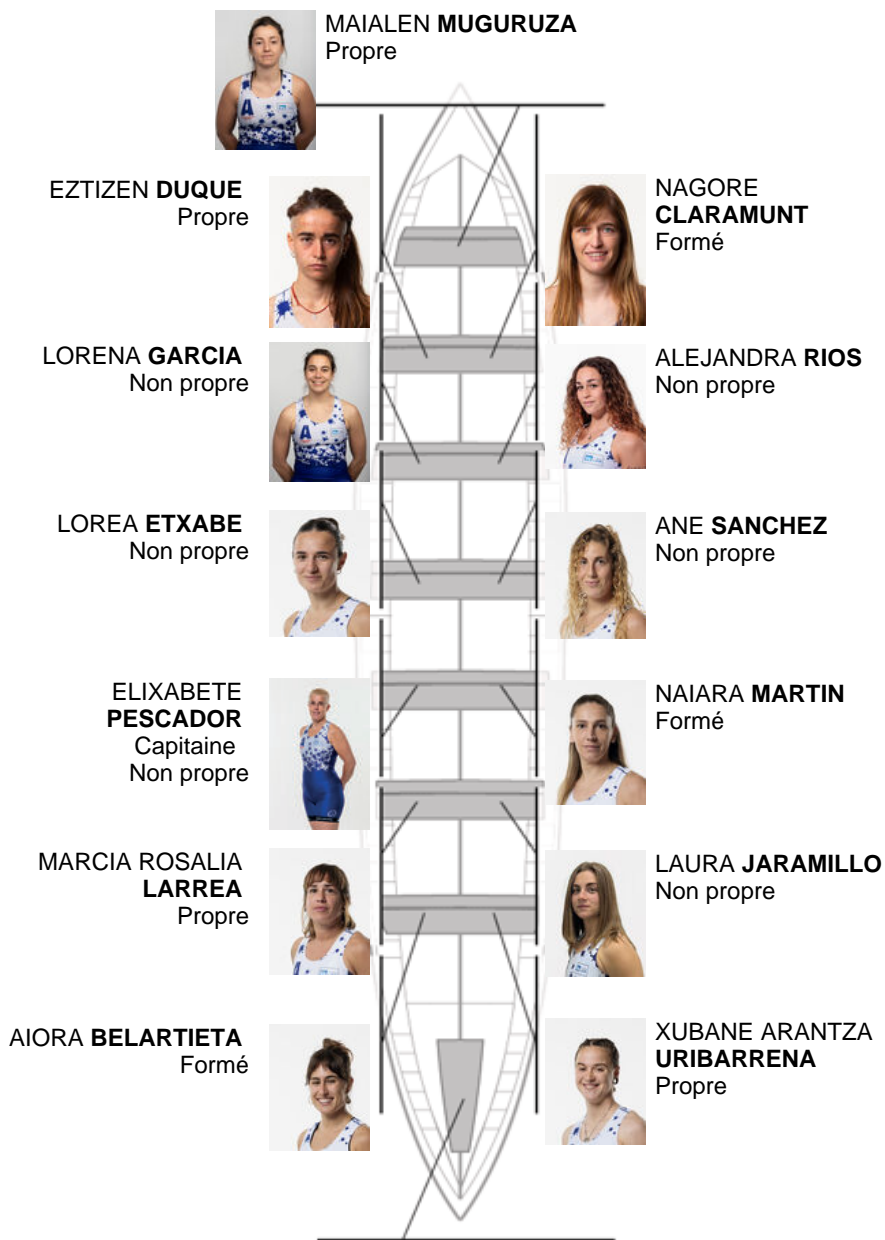 MAIALEN MUGURUZA
Propre
EZTIZEN DUQUE
Propre
NAGORE
CLARAMUNT
Formé
LORENA GARCIA
Non propre
ALEJANDRA RIOS
Non propre
LOREA ETXABE
Non propre
ANE SANCHEZ
Non propre
ELIXABETE
PESCADOR
Capitaine
Non propre
NAIARA MARTIN
Formé
MARCIA ROSALIA
LARREA
Propre
LAURA JARAMILLO
Non propre
AIORA BELARTIETA
Formé
XUBANE ARANTZA
URIBARRENA
Propre